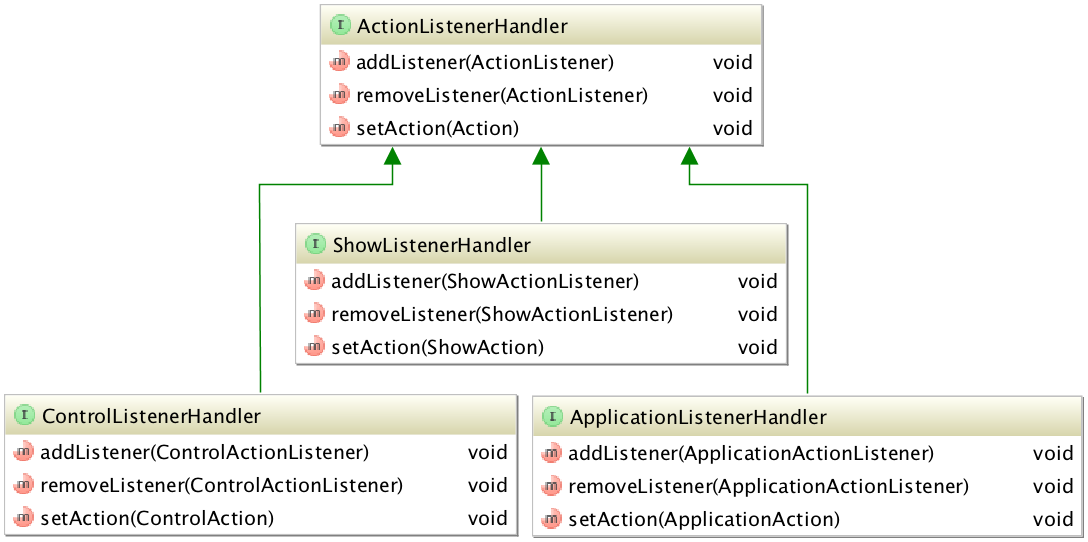 I ActionListenerHandler
m addListener(ActionListener) void
m removeListener(ActionListener) void
m setAction(Action) void
I ShowListenerHandler
m addListener(ShowActionListener) void
m removeListener(ShowActionListener) void
m setAction(ShowAction) void
I ControlListenerHandler
m addListener(ControlActionListener) void
m removeListener(ControlActionListener) void
m setAction(ControlAction) void
I ApplicationListenerHandler
m addListener(ApplicationActionListener) void
m removeListener(ApplicationActionListener) void
m setAction(ApplicationAction) void